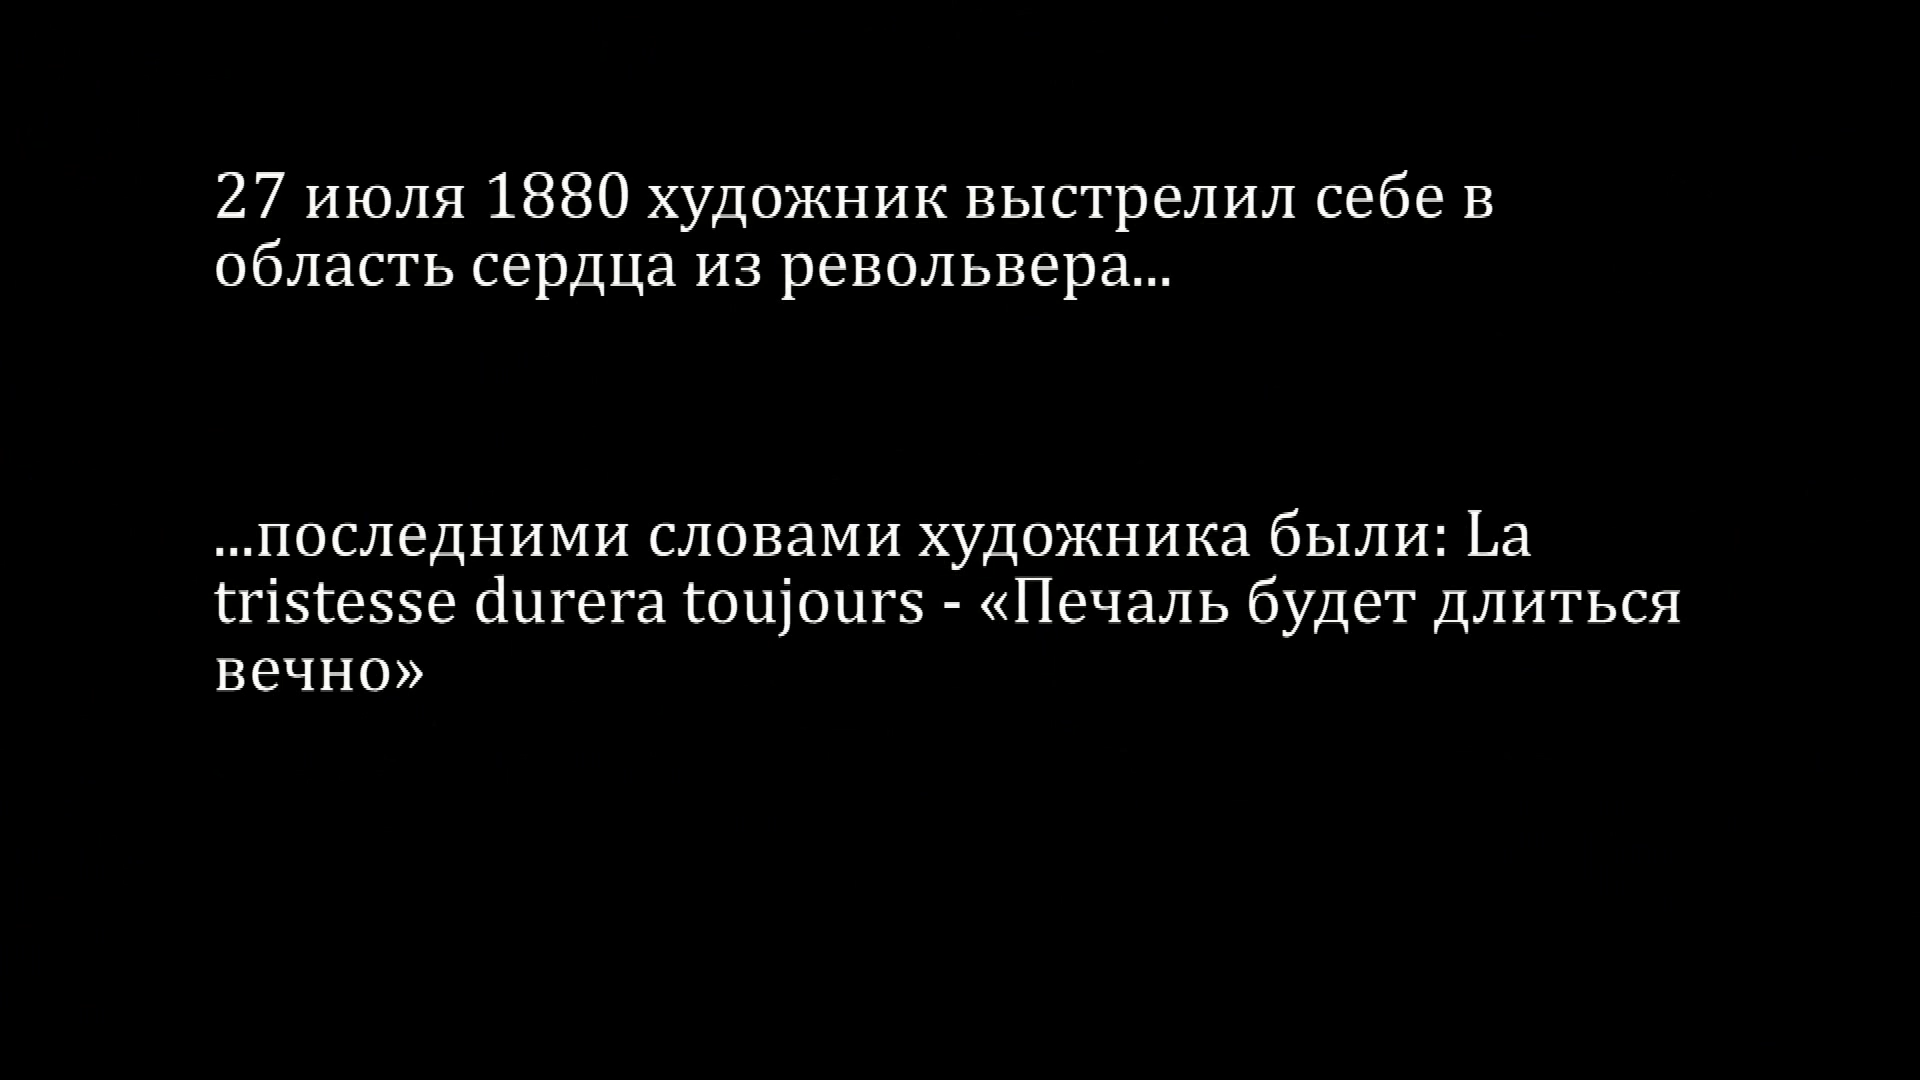 27 июля 1880 художник выстрелил себе в
область сердца из револьвера...
...последними словами художника были: La
tristesse durera toujours - «Печаль будет длиться
вечно»